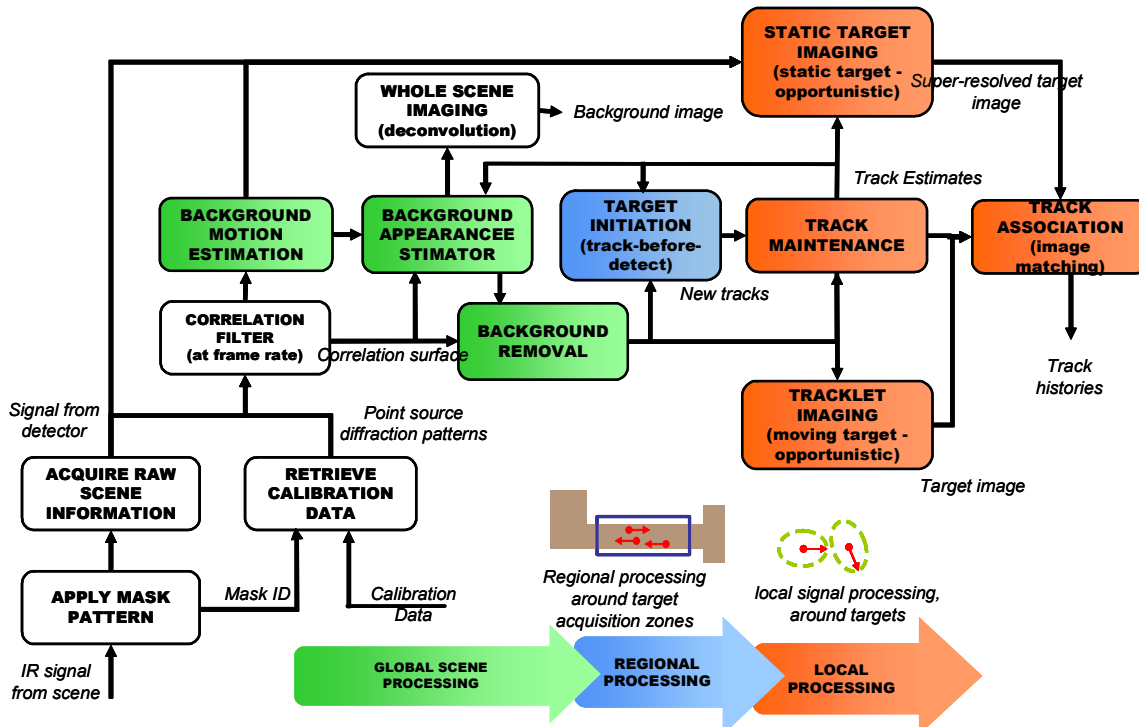 STATIC TARGET
IMAGING
(static target -
opportunistic)
Super-resolved target
image
WHOLE SCENE
IMAGING
(deconvolution)
Background image
Track Estimates
BACKGROUND
MOTION
ESTIMATION
BACKGROUND
APPEARANCEE
STIMATOR
TARGET
INITIATION
(track-before-
detect)
TRACK
MAINTENANCE
TRACK
ASSOCIATION
(image
matching)
New tracks
CORRELATION
FILTER
(at frame rate)
Correlation surface
BACKGROUND
REMOVAL
Track
histories
Signal from
detector
Point source
diffraction patterns
TRACKLET
IMAGING
(moving target -
opportunistic)
Target image
ACQUIRE RAW
SCENE
INFORMATION
RETRIEVE
CALIBRATION
DATA
APPLY MASK
PATTERN
Mask ID
Calibration
Data
IR signal
from scene
Regional processing
around target
acquisition zones
local signal processing,
around targets
GLOBAL SCENE
PROCESSING
REGIONAL
PROCESSING
LOCAL
PROCESSING